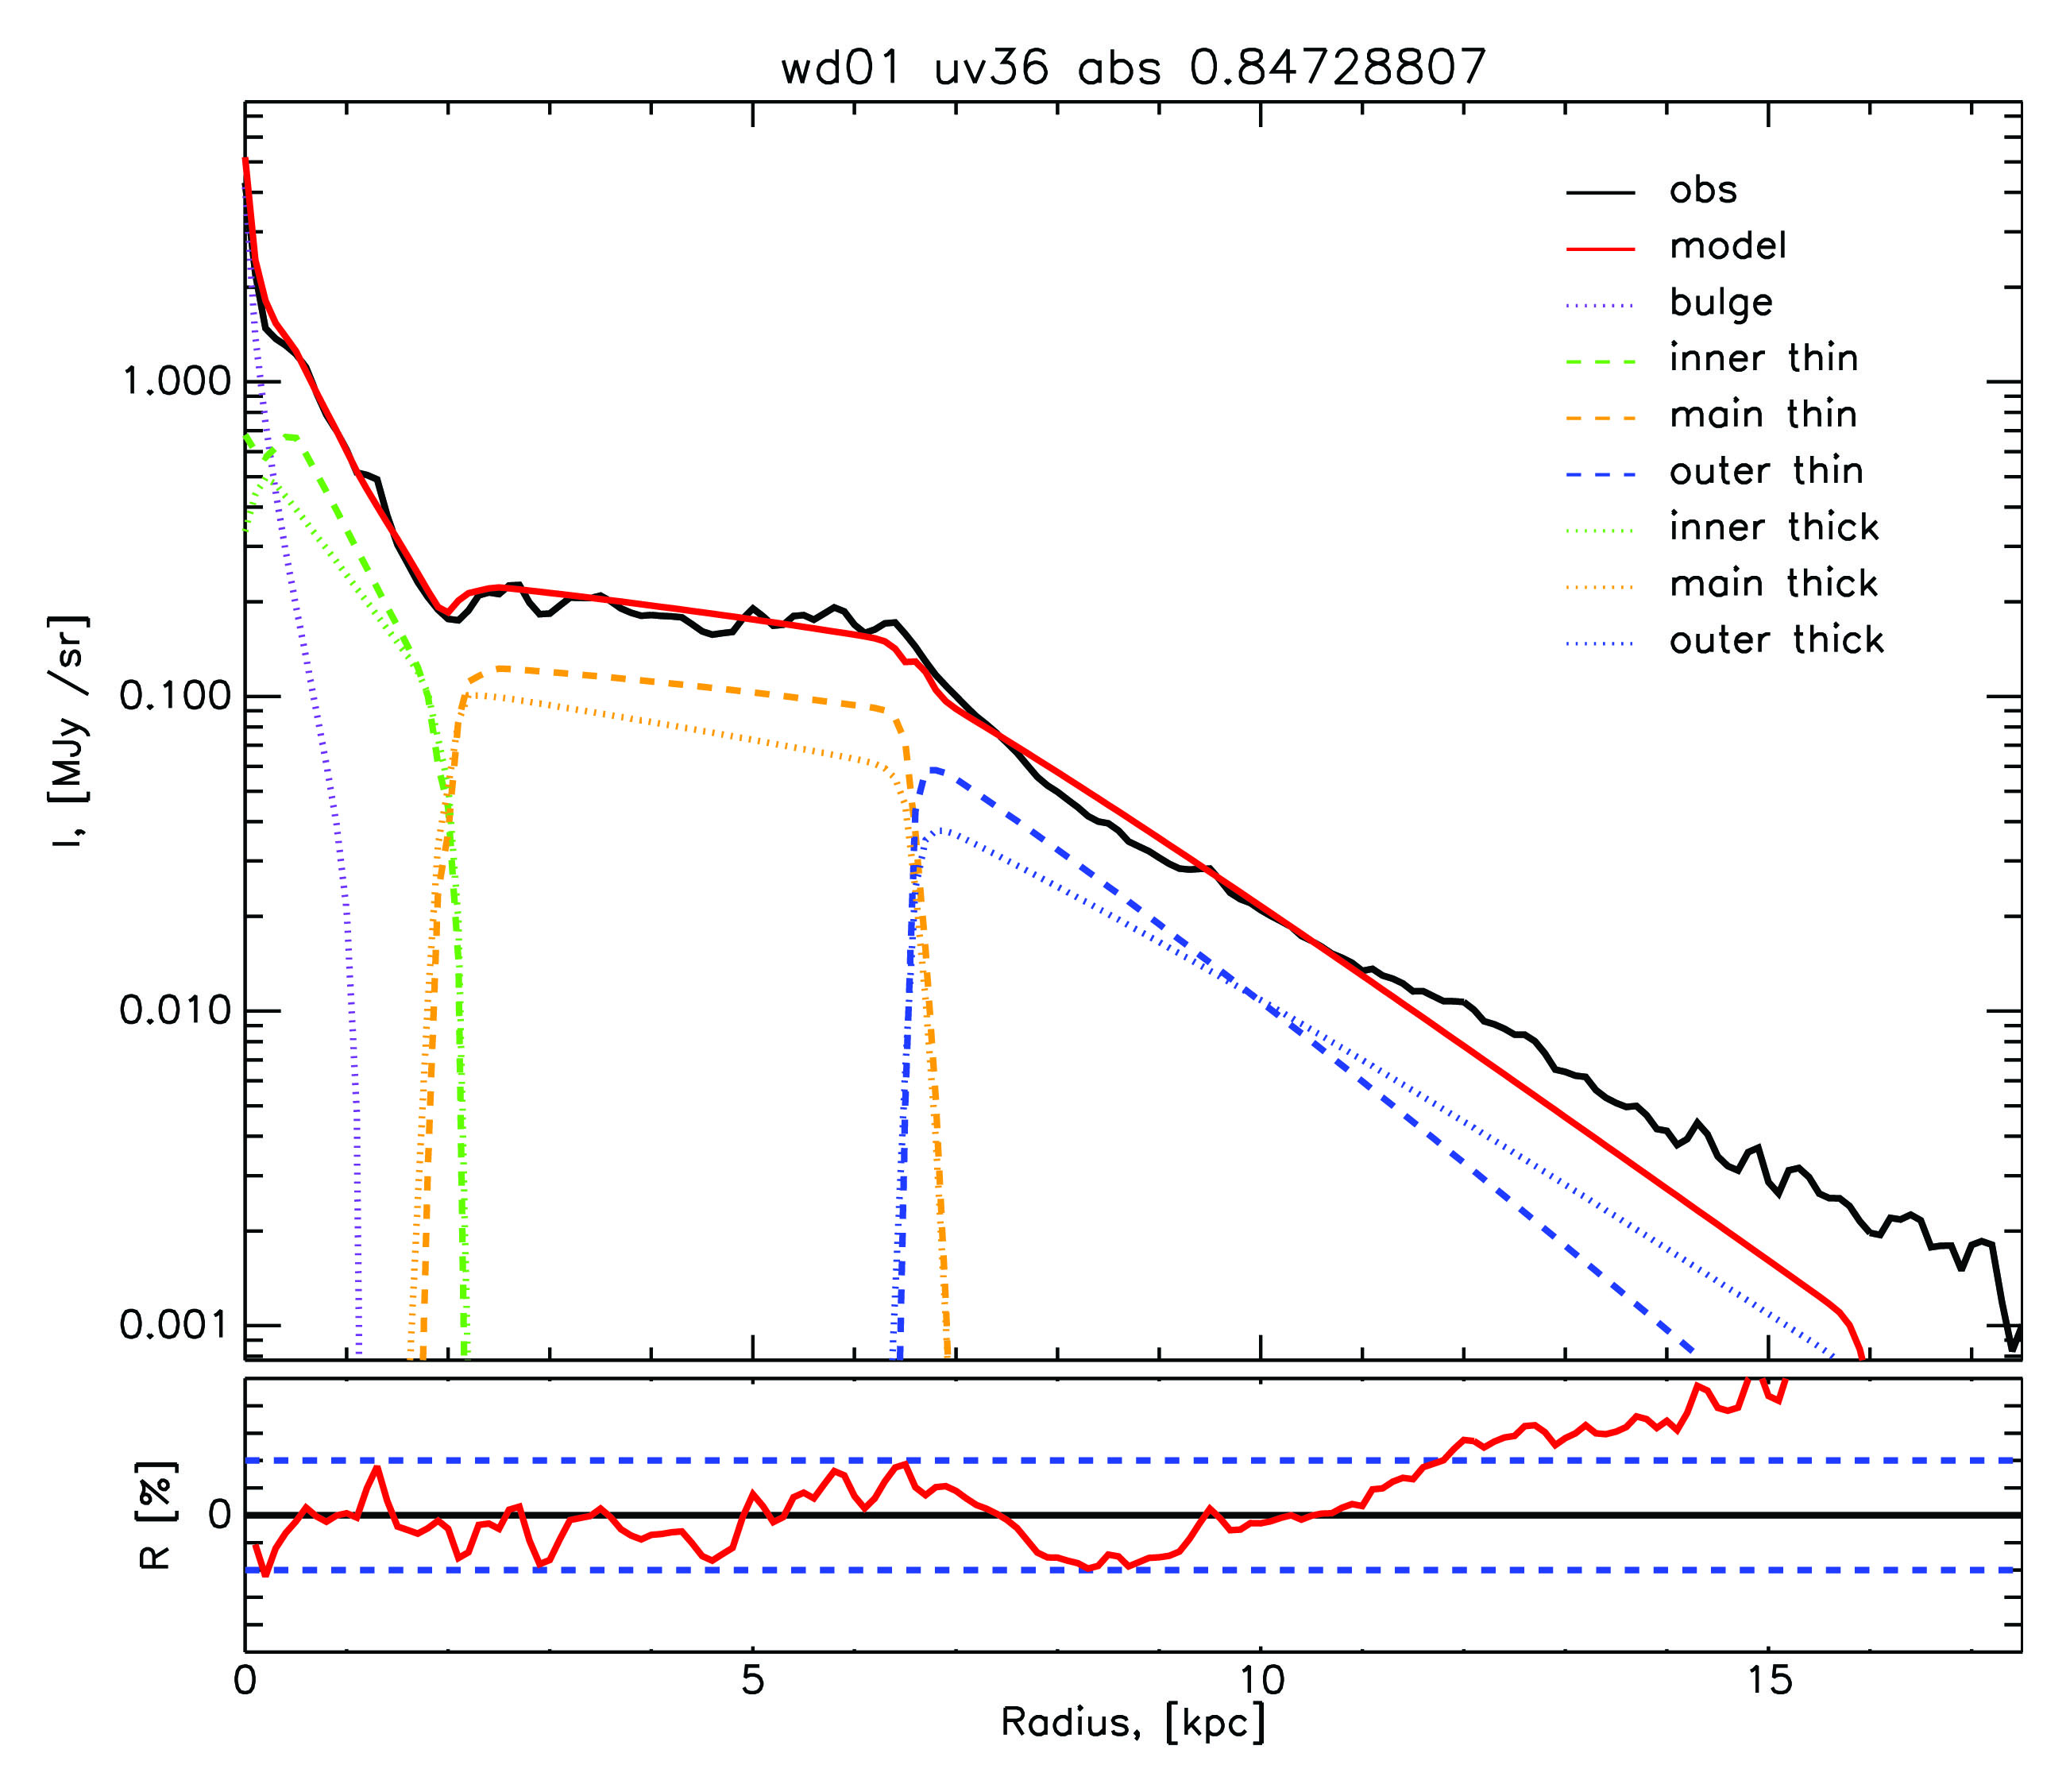 wd01 uv36 abs 0.84728807
obs
model
bulge
inner thin
main thin
outer thin
inner thick
main thick
outer thick
I, [MJy /sr]
1.000
0.100
0.010
0.001
R [%]
0
0 5 10 15
Radius, [kpc]